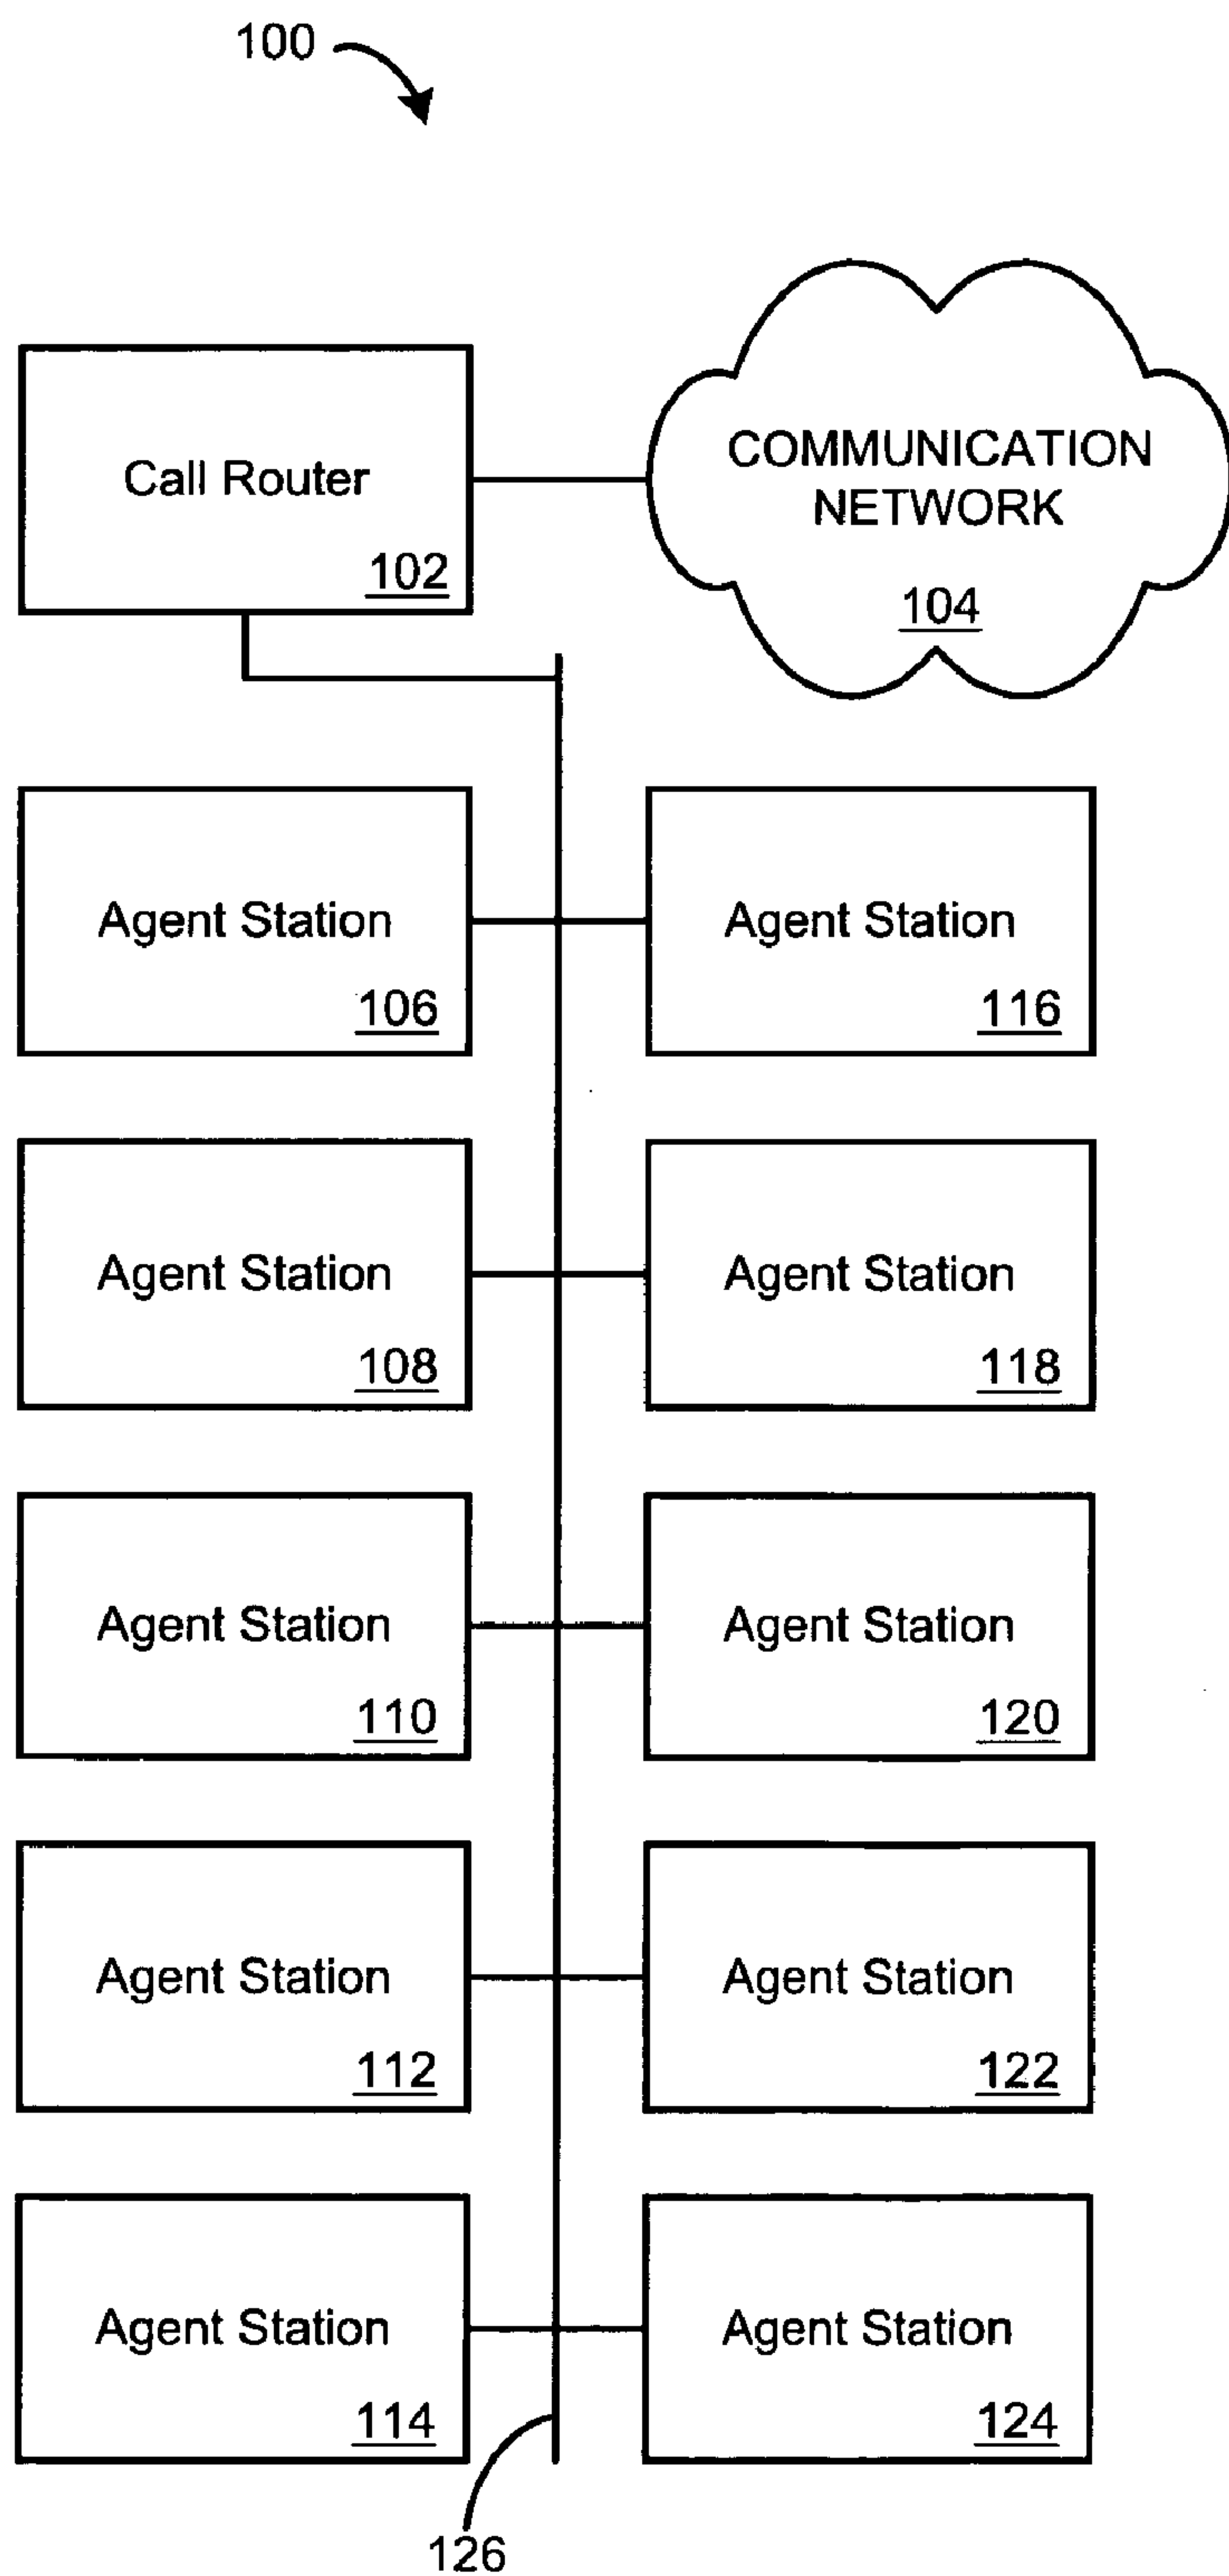 100
Call Router
102
COMMUNICATION
NETWORK
104
Agent Station
106
Agent Station
116
Agent Station
108
Agent Station
118
Agent Station
110
Agent Station
120
Agent Station
112
Agent Station
122
Agent Station
114
Agent Station
124
126